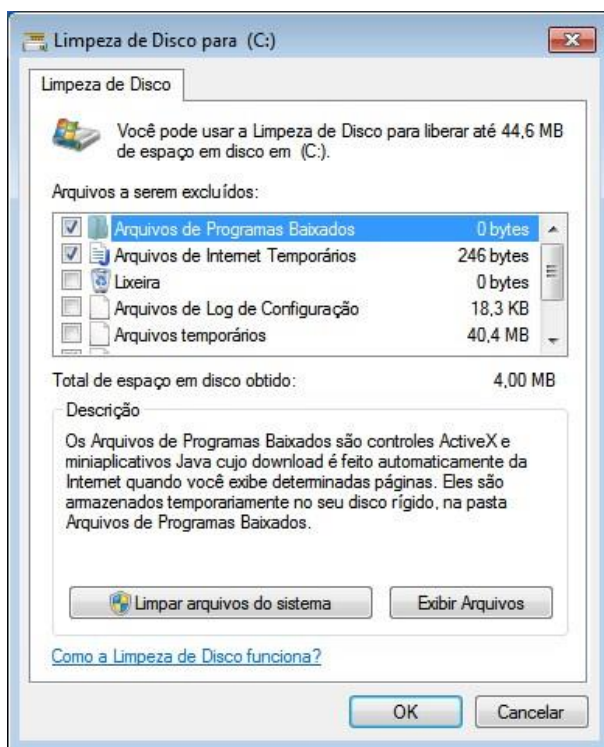 Limpeza de Disco para (C:)
Limpeza de Disco
Você pode usar a Limpeza de Disco para liberar até 44,6 MB
de espaço em disco em (C:).
Arquivos a serem excluídos:
Arquivos de Programas Baixados 0 bytes
Arquivos de Internet Temporários 246 bytes
Lixeira 0 bytes
Arquivos de Log de Configuração 18,3 KB
Arquivos temporários 40,4 MB
Total de espaço em disco obtido: 4,00 MB
Descrição
Os Arquivos de Programas Baixados são controles ActiveX e
miniaplicativos Java cujo download é feito automaticamente da
Internet quando você exibe determinadas páginas. Eles são
armazenados temporariamente no seu disco rígido, na pasta
Arquivos de Programas Baixados.
Limpar arquivos do sistema Exibir Arquivos
Como a Limpeza de Disco funciona?
OK Cancelar